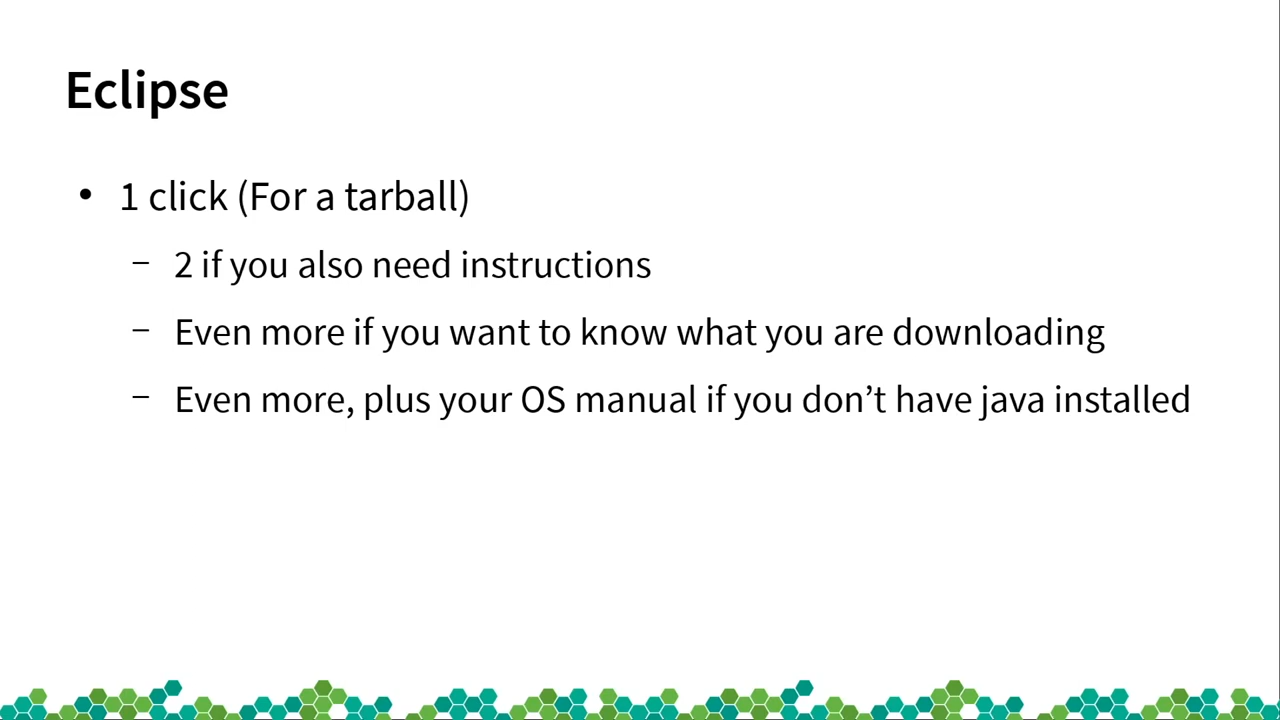 Eclipse
• 1 click (For a tarball)
– 2 if you also need instructions
– Even more if you want to know what you are downloading
– Even more, plus your OS manual if you don’t have java installed